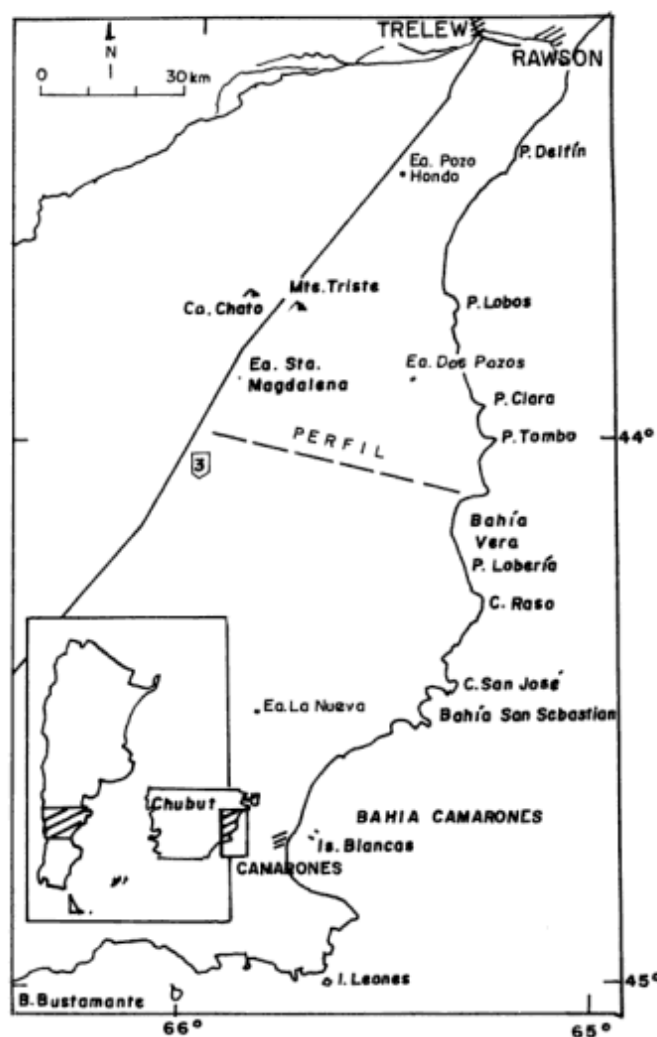 TRELEW
RAWSON
N
0 30 km
P. Delfín
Ea. Pozo
Hondo
Mte. Triste
Ca. Chato
P. Lobos
Ea. Dos Pozos
Ea. Sta.
Magdalena
P. Clara
PERFIL
44°
P. Tombo
3
Bahía
Vera
P. Lobería
C. Raso
C. San José
Ea. La Nueva
Bahía San Sebastian
Chubut
BAHIA CAMARONES
Is. Blancas
CAMARONES
I. Leones
45°
B. Bustamante
66°
65°